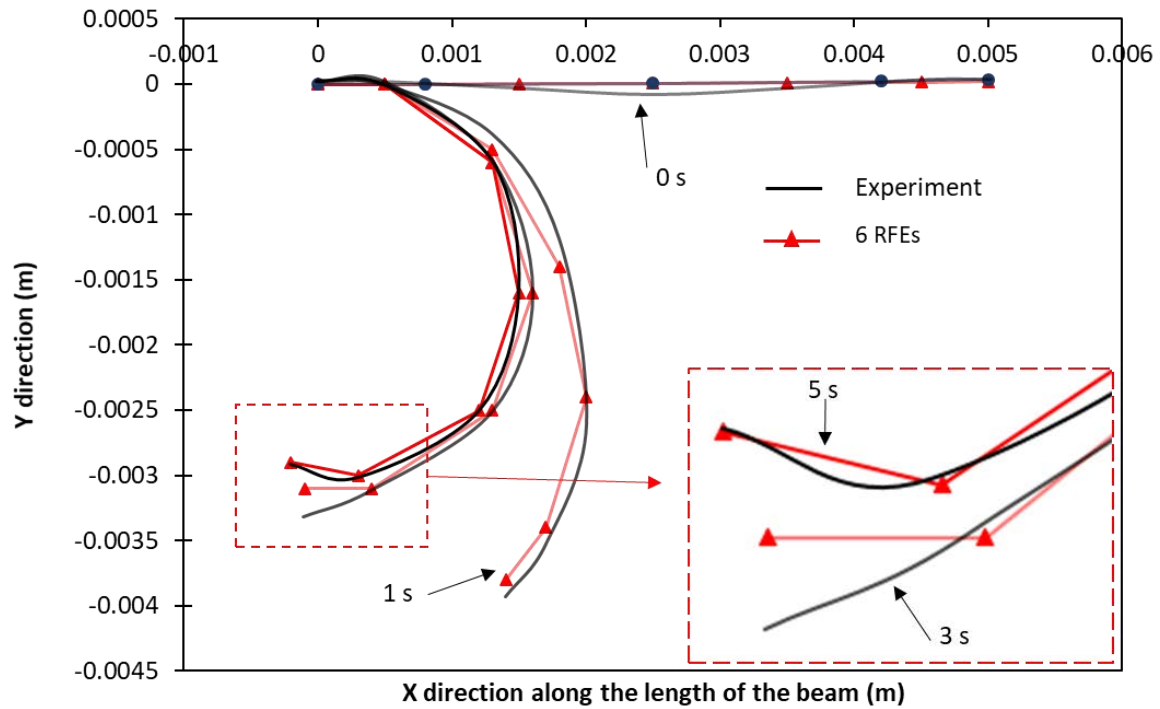 0.0005
-0.001 0 0.001 0.002 0.003 0.004 0.005 0.006
0
-0.0005
0 s
Experiment
-0.001
6 RFEs
-0.0015
-0.002
Y direction (m)
5 s
-0.0025
-0.003
-0.0035
1 s
-0.004
3 s
-0.0045
X direction along the length of the beam (m)